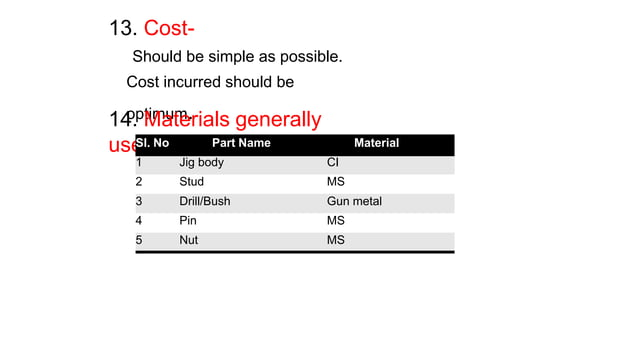 13. Cost-
Should be simple as possible.
Cost incurred should be
optimum.
14. Materials generally
use
Sl. No Part Name Material
1 Jig body CI
2 Stud MS
3 Drill/Bush Gun metal
4 Pin MS
5 Nut MS